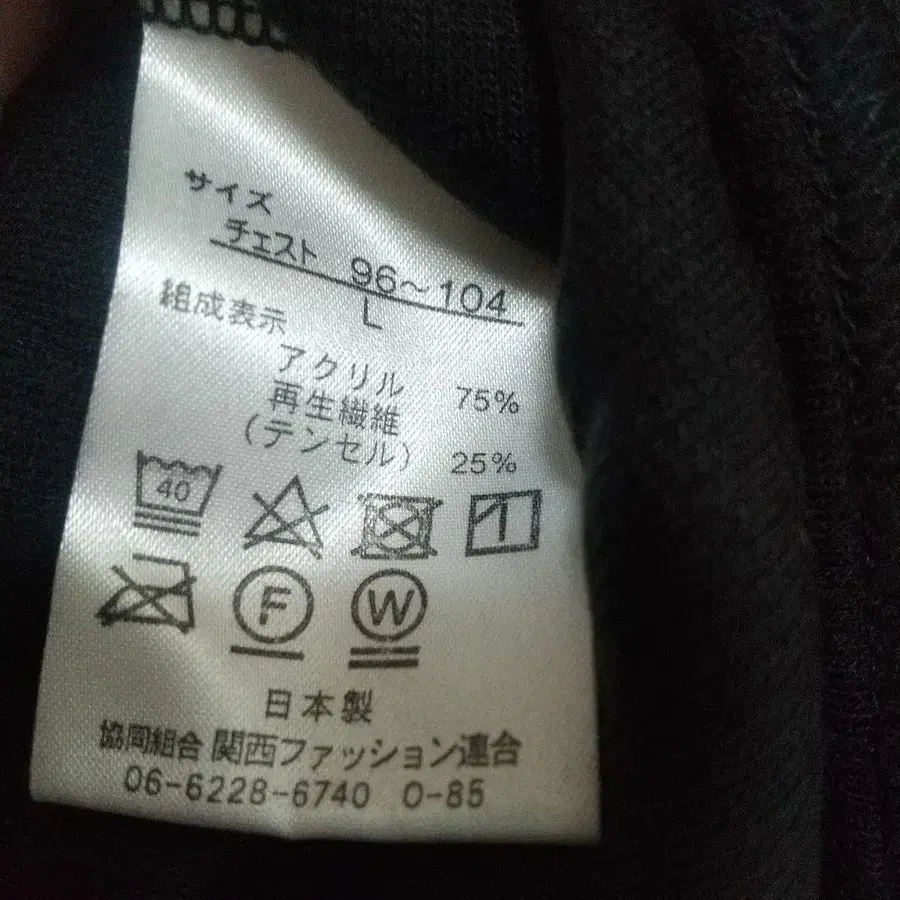 サイズ
チェスト 96～104
L
組成表示
アクリル 75%
再生繊維
(テンセル) 25%
40
F
W
日本製
協同組合 関西ファッション連合
06-6228-6740 0-85